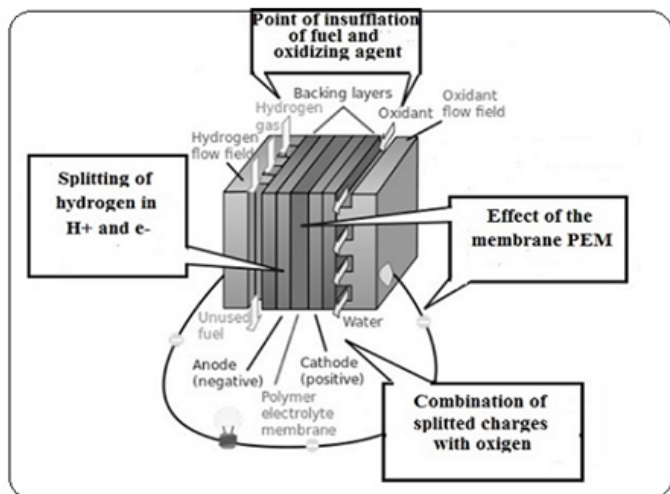 Point of insufflation
of fuel and
oxidizing agent
Backing layers
Hydrogen
gas
Oxidant
Oxidant
flow field
Hydrogen
flow field
Splitting of
hydrogen in
H+ and e-
Effect of the
membrane PEM
Unused
fuel
Water
Anode
(negative)
Cathode
(positive)
Polymer
electrolyte
membrane
Combination of
splitted charges
with oxigen